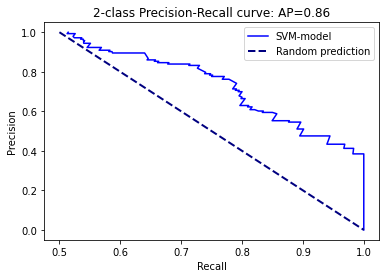 2-class Precision-Recall curve: AP=0.86
SVM-model
Random prediction
Precision
1.0
0.8
0.6
0.4
0.2
0.0
0.5 0.6 0.7 0.8 0.9 1.0
Recall